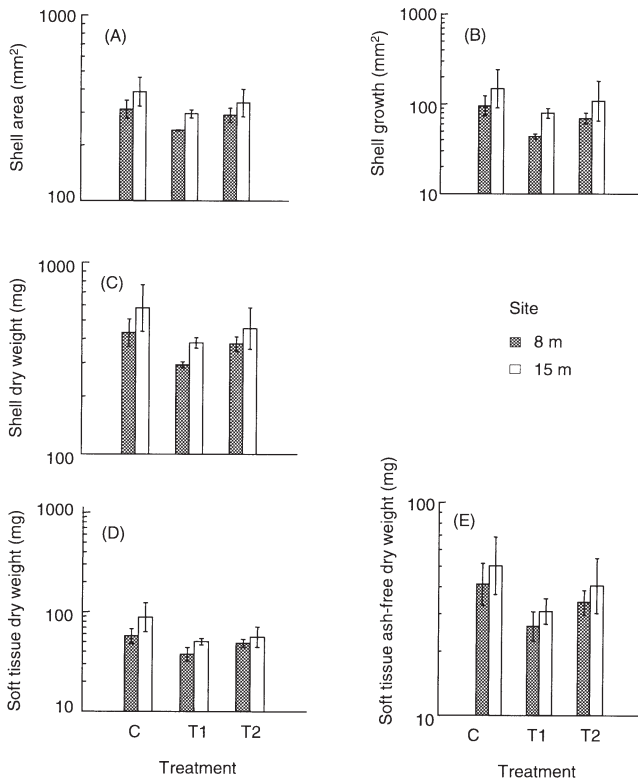 (A)
1000
100
Shell area (mm²)
(B)
1000
100
10
Shell growth (mm²)
(C)
1000
100
Shell dry weight (mg)
Site
8 m
15 m
(D)
1000
100
10
Soft tissue dry weight (mg)
C T1 T2
Treatment
(E)
100
10
Soft tissue ash-free dry weight (mg)
C T1 T2
Treatment